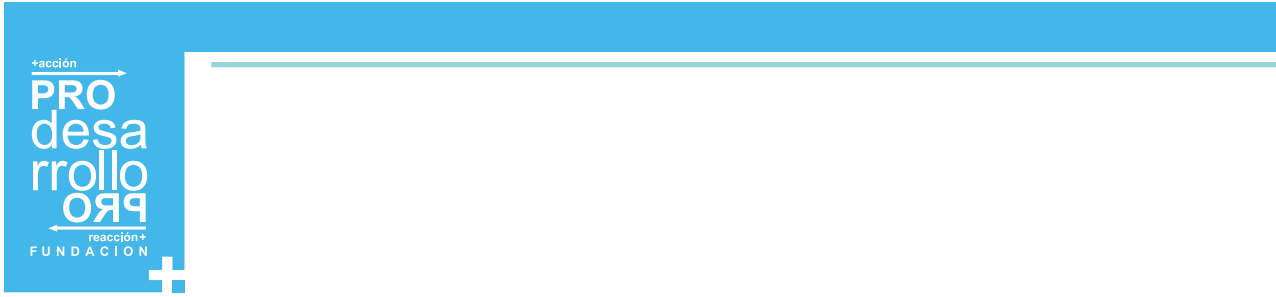 +acción
PRO
desa
rrollo
PRO
reacción+
FUNDACION